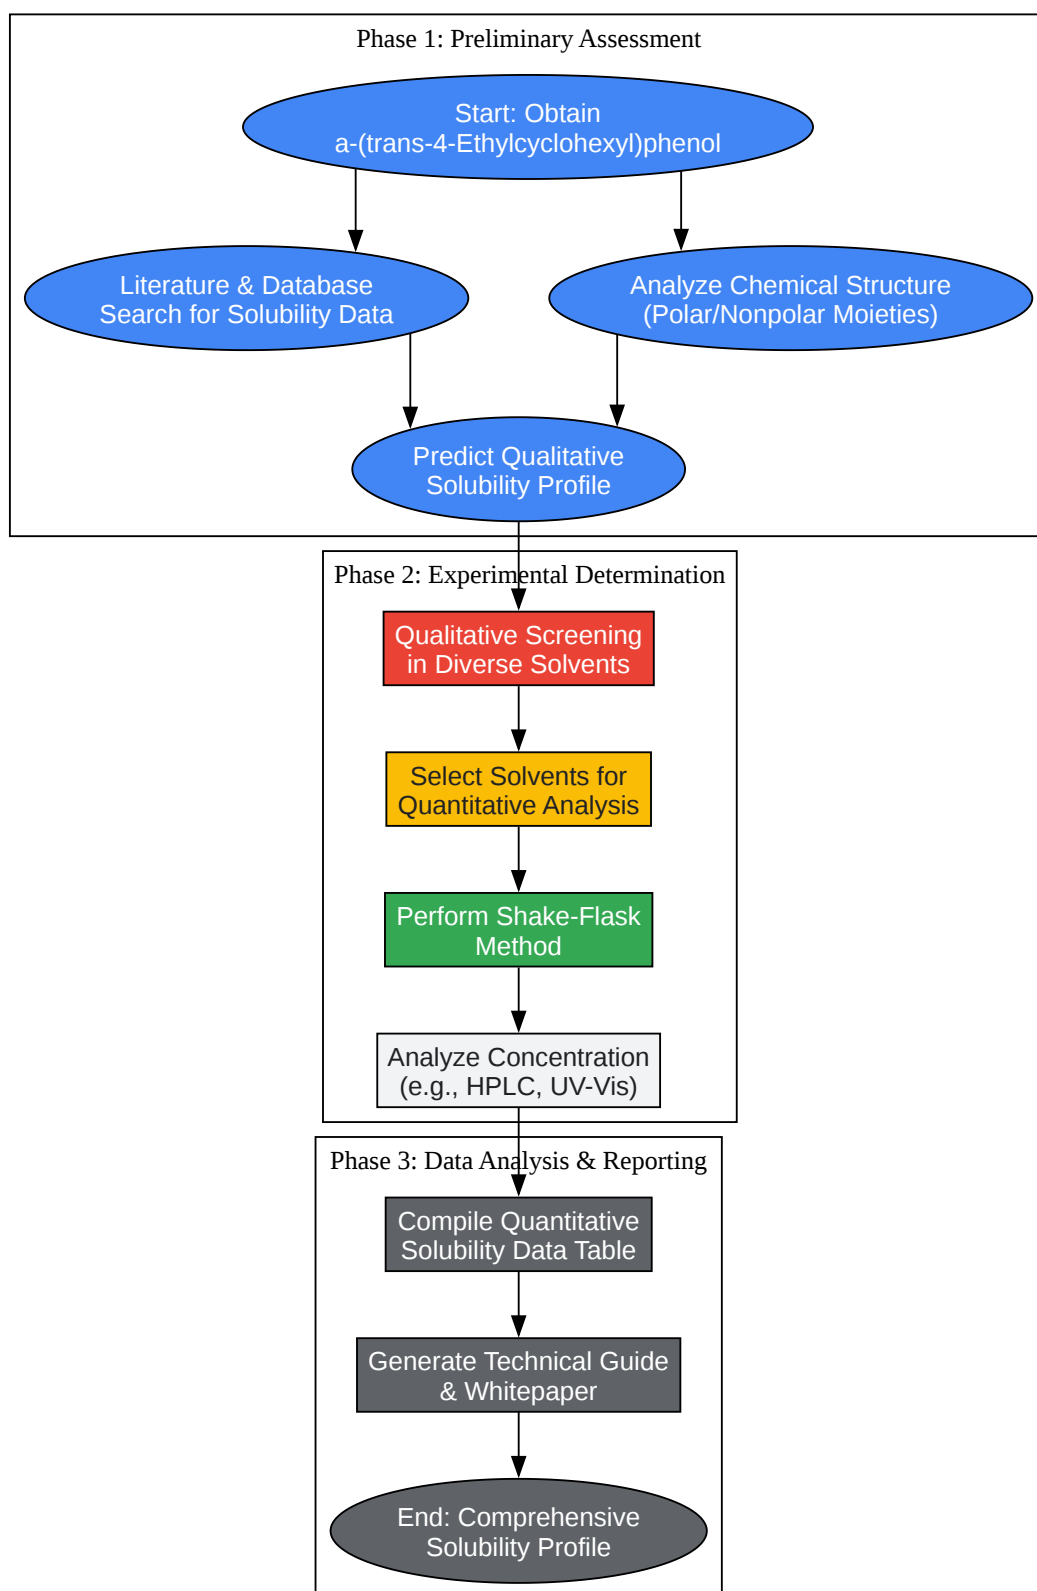 Phase 1: Preliminary Assessment
Start: Obtain
a-(trans-4-Ethylcyclohexyl)phenol
Literature & Database
Search for Solubility Data
Analyze Chemical Structure
(Polar/Nonpolar Moieties)
Predict Qualitative
Solubility Profile
Phase 2: Experimental Determination
Qualitative Screening
in Diverse Solvents
Select Solvents for
Quantitative Analysis
Perform Shake-Flask
Method
Analyze Concentration
(e.g., HPLC, UV-Vis)
Phase 3: Data Analysis & Reporting
Compile Quantitative
Solubility Data Table
Generate Technical Guide
& Whitepaper
End: Comprehensive
Solubility Profile